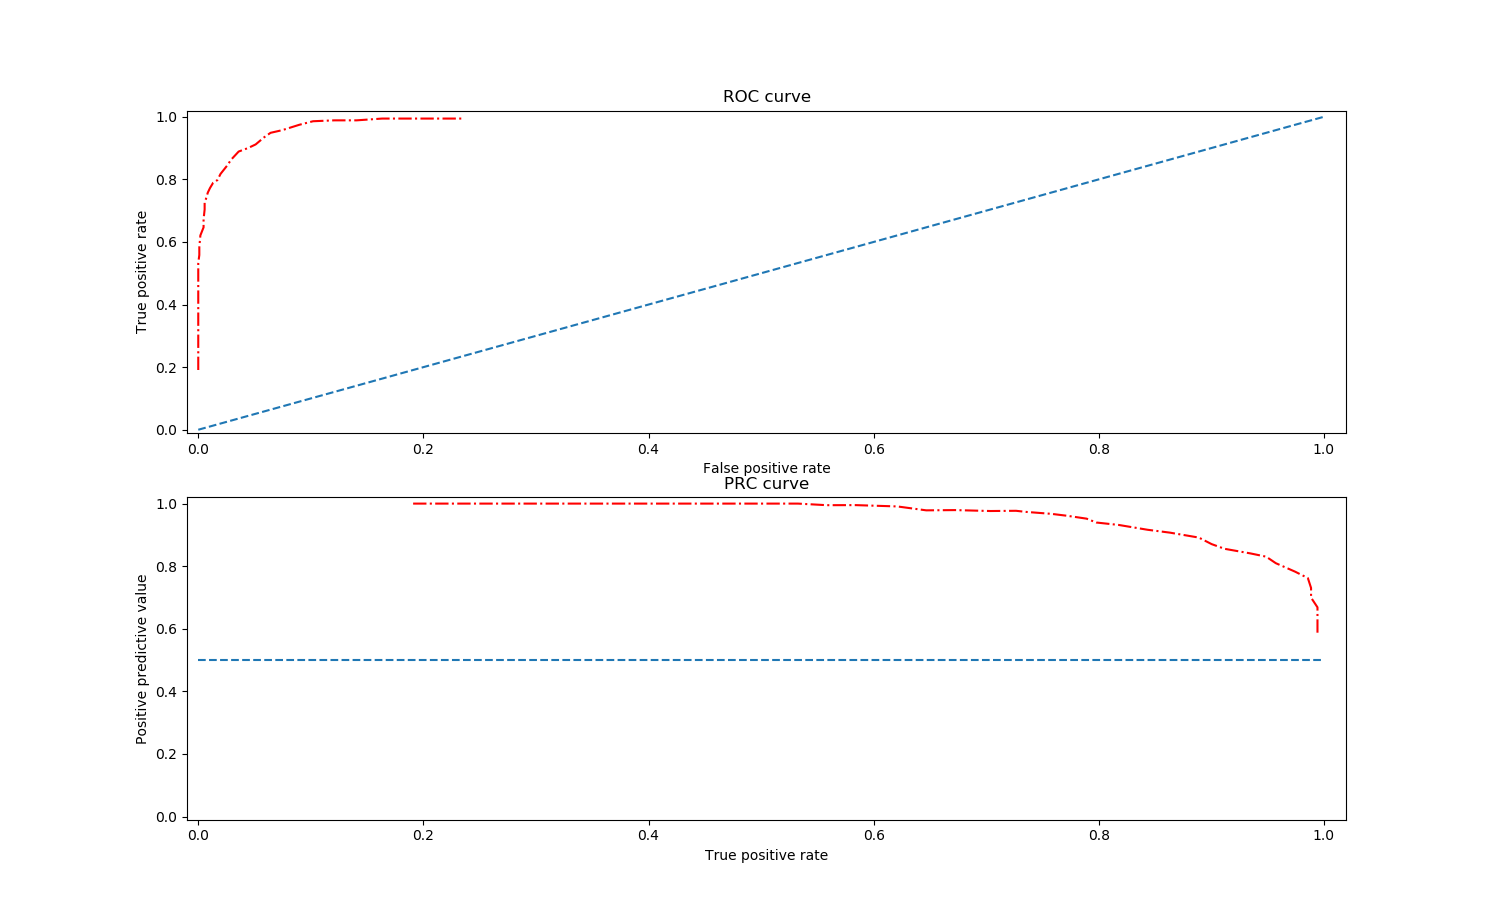 ROC curve
1.0
0.8
0.6
0.4
0.2
0.0
True positive rate
0.0 0.2 0.4 0.6 0.8 1.0
False positive rate
PRC curve
1.0
0.8
0.6
0.4
0.2
0.0
Positive predictive value
0.0 0.2 0.4 0.6 0.8 1.0
True positive rate